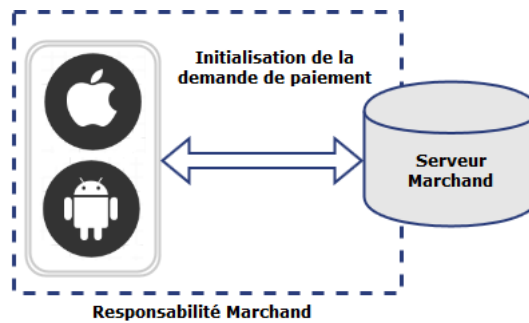 Initialisation de la
demande de paiement
Serveur
Marchand
Responsabilité Marchand